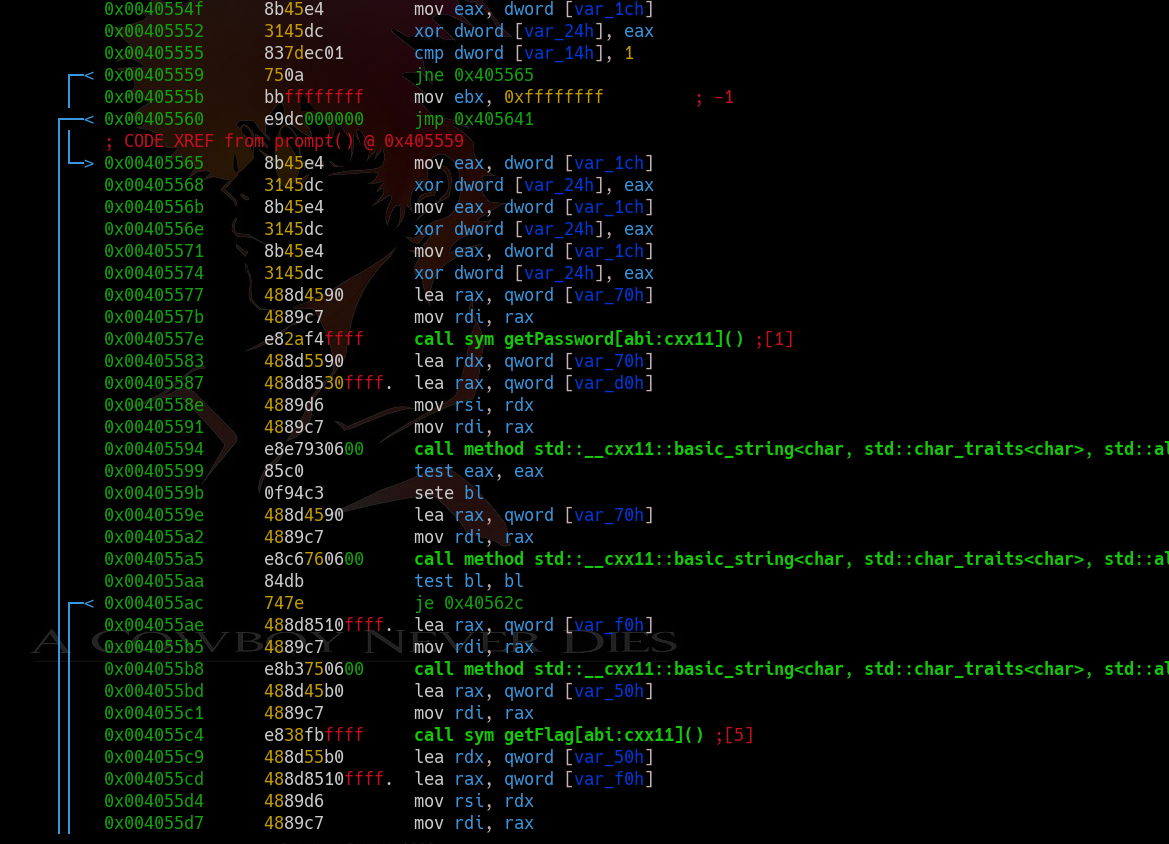 0x0040554f 8b45e4 mov eax, dword [var_1ch]
0x00405552 3145dc xor dword [var_24h], eax
0x00405555 837dec01 cmp dword [var_14h], 1
< 0x00405559 750a jne 0x405565
0x0040555b bbffffffff mov ebx, 0xffffffff ; -1
< 0x00405560 e9dc000000 jmp 0x405641
; CODE XREF from prompt() @ 0x405559
> 0x00405565 8b45e4 mov eax, dword [var_1ch]
0x00405568 3145dc xor dword [var_24h], eax
0x0040556b 8b45e4 mov eax, dword [var_1ch]
0x0040556e 3145dc xor dword [var_24h], eax
0x00405571 8b45e4 mov eax, dword [var_1ch]
0x00405574 3145dc xor dword [var_24h], eax
0x00405577 488d4590 lea rax, qword [var_70h]
0x0040557b 4889c7 mov rdi, rax
0x0040557e e82af4ffff call sym getPassword[abi:cxx11]() ;[1]
0x00405583 488d5590 lea rdx, qword [var_70h]
0x00405587 488d8530ffff. lea rax, qword [var_d0h]
0x0040558e 4889d6 mov rsi, rdx
0x00405591 4889c7 mov rdi, rax
0x00405594 e8e7930600 call method std::__cxx11::basic_string<char, std::char_traits<char>, std::al
0x00405599 85c0 test eax, eax
0x0040559b 0f94c3 sete bl
0x0040559e 488d4590 lea rax, qword [var_70h]
0x004055a2 4889c7 mov rdi, rax
0x004055a5 e8c6760600 call method std::__cxx11::basic_string<char, std::char_traits<char>, std::al
0x004055aa 84db test bl, bl
< 0x004055ac 747e je 0x40562c
0x004055ae 488d8510ffff. lea rax, qword [var_f0h]
A COWBOY NEVER DIES
0x004055b5 4889c7 mov rdi, rax
0x004055b8 e8b3750600 call method std::__cxx11::basic_string<char, std::char_traits<char>, std::al
0x004055bd 488d45b0 lea rax, qword [var_50h]
0x004055c1 4889c7 mov rdi, rax
0x004055c4 e838fbffff call sym getFlag[abi:cxx11]() ;[5]
0x004055c9 488d55b0 lea rdx, qword [var_50h]
0x004055cd 488d8510ffff. lea rax, qword [var_f0h]
0x004055d4 4889d6 mov rsi, rdx
0x004055d7 4889c7 mov rdi, rax